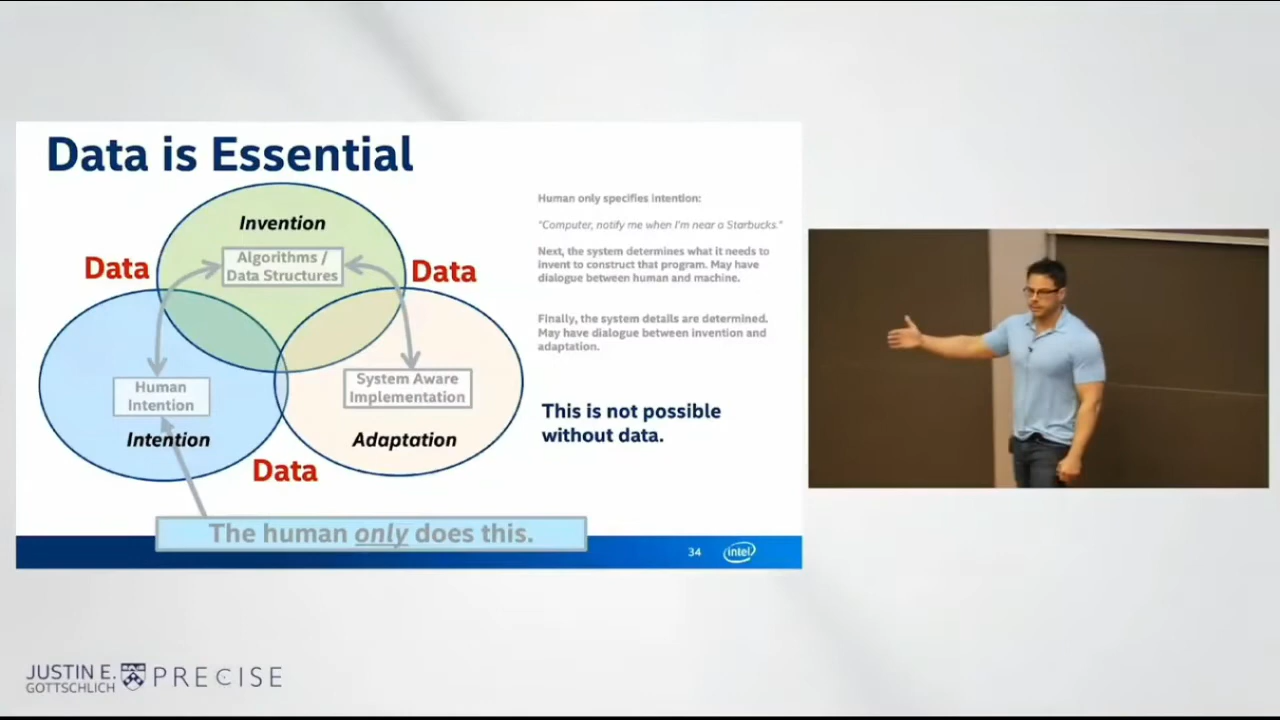 Data is Essential
Invention
Algorithms /
Data Structures
Data
Data
Human
Intention
Intention
System Aware
Implementation
Adaptation
Data
The human only does this.
Human only specifies intention:
"Computer, notify me when I'm near a Starbucks."
Next, the system determines what it needs to
invent to construct that program. May have
dialogue between human and machine.
Finally, the system details are determined.
May have dialogue between invention and
adaptation.
This is not possible
without data.
34
intel
JUSTIN E.
GOTTSCHLICH
PRECISE